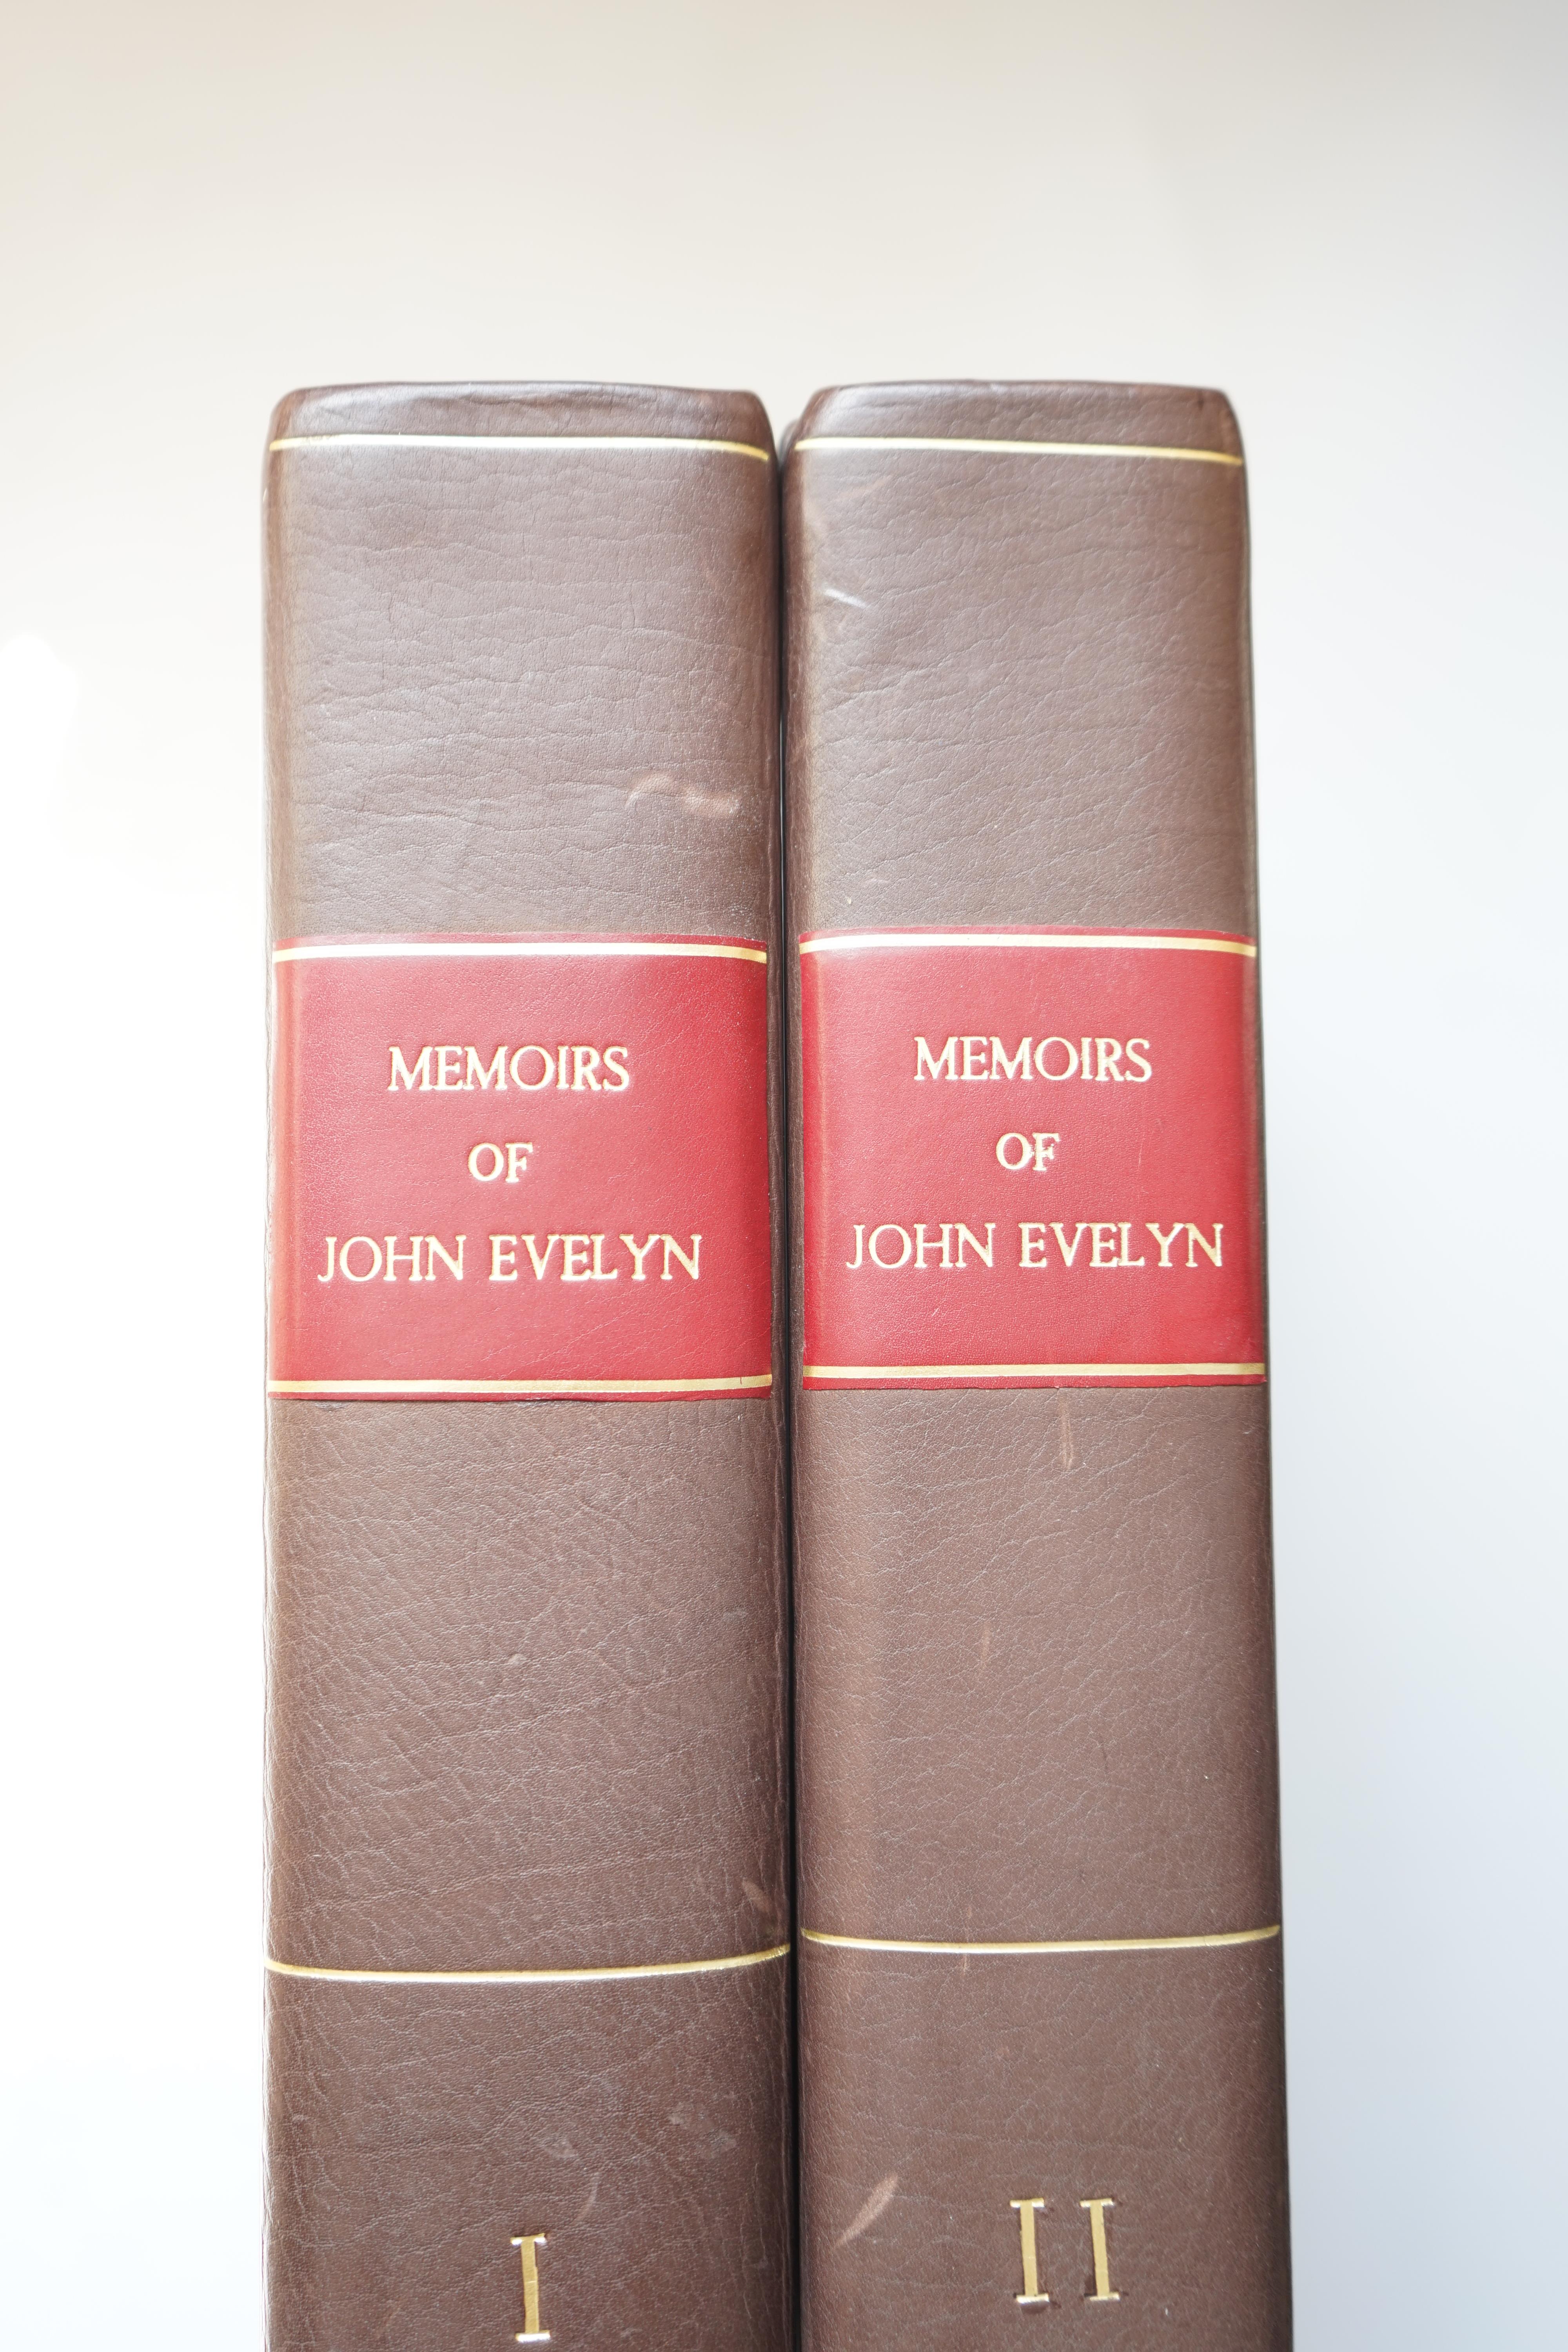 MEMOIRS
OF
JOHN EVELYN
I
MEMOIRS
OF
JOHN EVELYN
II